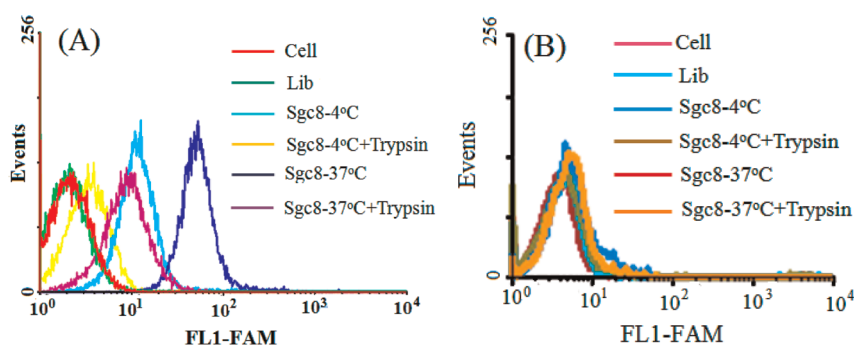 (A)
256
Events
0
Cell
Lib
Sgc8-4ºC
Sgc8-4ºC+Trypsin
Sgc8-37ºC
Sgc8-37ºC+Trypsin
10⁰ 10¹ 10² 10³ 10⁴
FL1-FAM
(B)
256
Events
0
Cell
Lib
Sgc8-4ºC
Sgc8-4ºC+Trypsin
Sgc8-37ºC
Sgc8-37ºC+Trypsin
10⁰ 10¹ 10² 10³ 10⁴
FL1-FAM